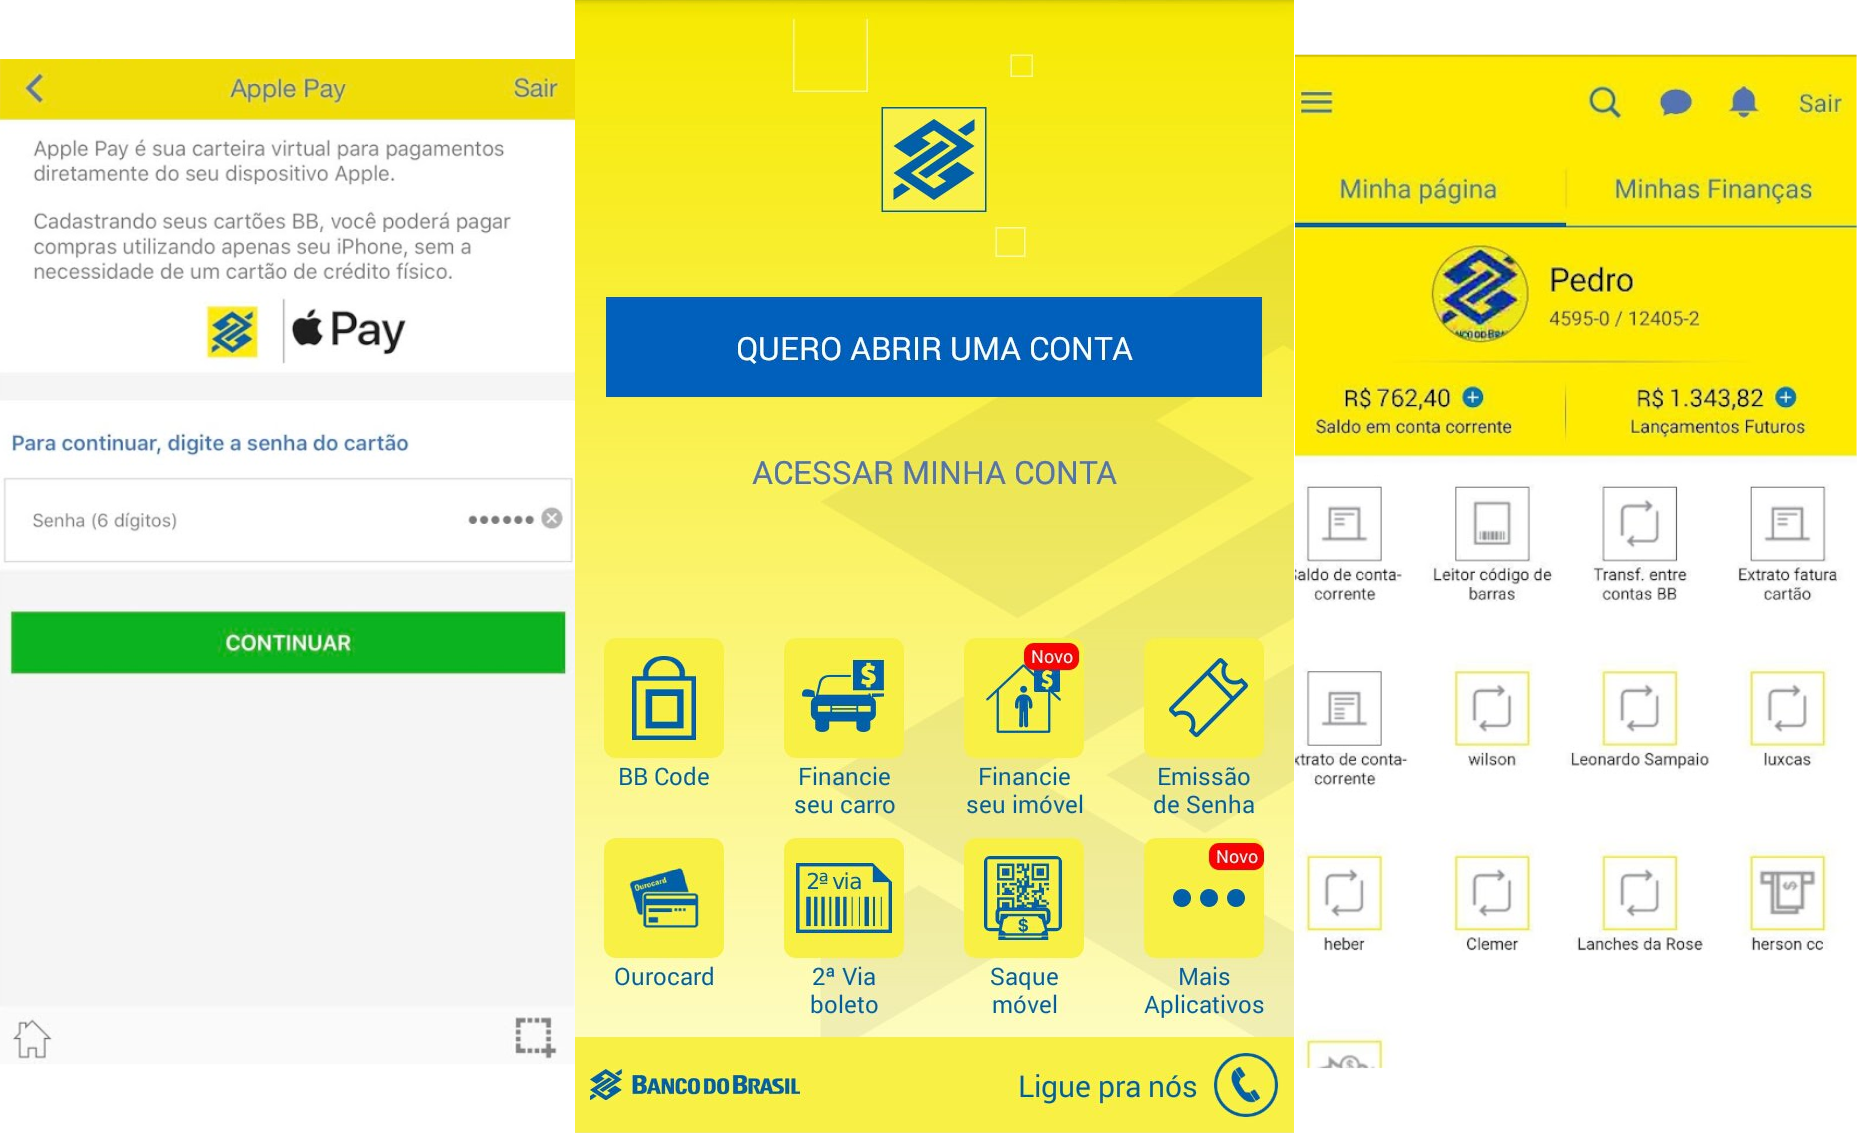 Apple Pay
Sair
Apple Pay é sua carteira virtual para pagamentos
diretamente do seu dispositivo Apple.
Cadastrando seus cartões BB, você poderá pagar
compras utilizando apenas seu iPhone, sem a
necessidade de um cartão de crédito físico.
Pay
Para continuar, digite a senha do cartão
Senha (6 dígitos)
CONTINUAR
QUERO ABRIR UMA CONTA
ACESSAR MINHA CONTA
Novo
BB Code
Financie
seu carro
Financie
seu imóvel
Emissão
de Senha
Ourocard
2ª via
Novo
Ourocard
2ª Via
boleto
Saque
móvel
Mais
Aplicativos
BANCO DO BRASIL
Ligue pra nós
Sair
Minha página
Minhas Finanças
Pedro
4595-0 / 12405-2
R$ 762,40
Saldo em conta corrente
R$ 1.343,82
Lançamentos Futuros
aldo de conta-
corrente
Leitor código de
barras
Transf. entre
contas BB
Extrato fatura
cartão
xtrato de conta-
corrente
wilson
Leonardo Sampaio
luxcas
heber
Clemer
Lanches da Rose
herson cc